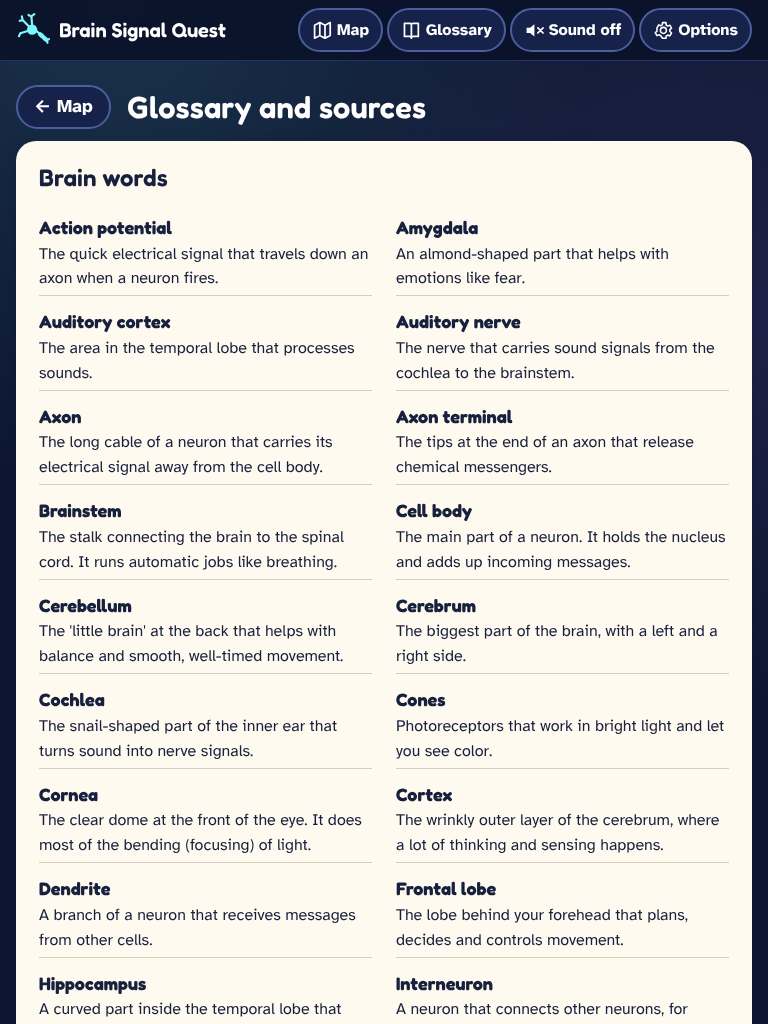 Brain Signal Quest
Map
Glossary
Sound off
Options
Map
Glossary and sources
Brain words
Action potential
The quick electrical signal that travels down an
axon when a neuron fires.
Amygdala
An almond-shaped part that helps with
emotions like fear.
Auditory cortex
The area in the temporal lobe that processes
sounds.
Auditory nerve
The nerve that carries sound signals from the
cochlea to the brainstem.
Axon
The long cable of a neuron that carries its
electrical signal away from the cell body.
Axon terminal
The tips at the end of an axon that release
chemical messengers.
Brainstem
The stalk connecting the brain to the spinal
cord. It runs automatic jobs like breathing.
Cell body
The main part of a neuron. It holds the nucleus
and adds up incoming messages.
Cerebellum
The 'little brain' at the back that helps with
balance and smooth, well-timed movement.
Cerebrum
The biggest part of the brain, with a left and a
right side.
Cochlea
The snail-shaped part of the inner ear that
turns sound into nerve signals.
Cones
Photoreceptors that work in bright light and let
you see color.
Cornea
The clear dome at the front of the eye. It does
most of the bending (focusing) of light.
Cortex
The wrinkly outer layer of the cerebrum, where
a lot of thinking and sensing happens.
Dendrite
A branch of a neuron that receives messages
from other cells.
Frontal lobe
The lobe behind your forehead that plans,
decides and controls movement.
Hippocampus
A curved part inside the temporal lobe that
Interneuron
A neuron that connects other neurons, for